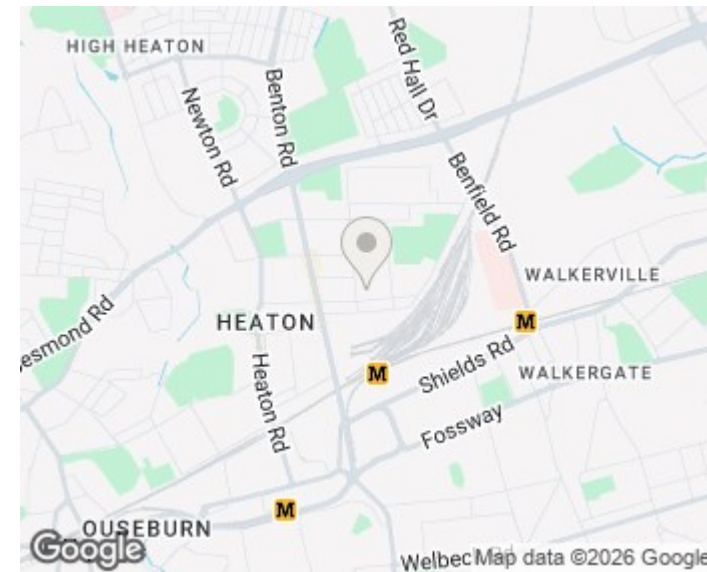 HIGH HEATON
Benton Rd
Red Hall Dr
Newton Rd
Benfield Rd
WALKERVILLE
esmond Rd
HEATON
M
M
Shields Rd
WALKERGATE
Heaton Rd
Fossway
M
OUSEBURN
Google
Welbec
Map data ©2026 Google